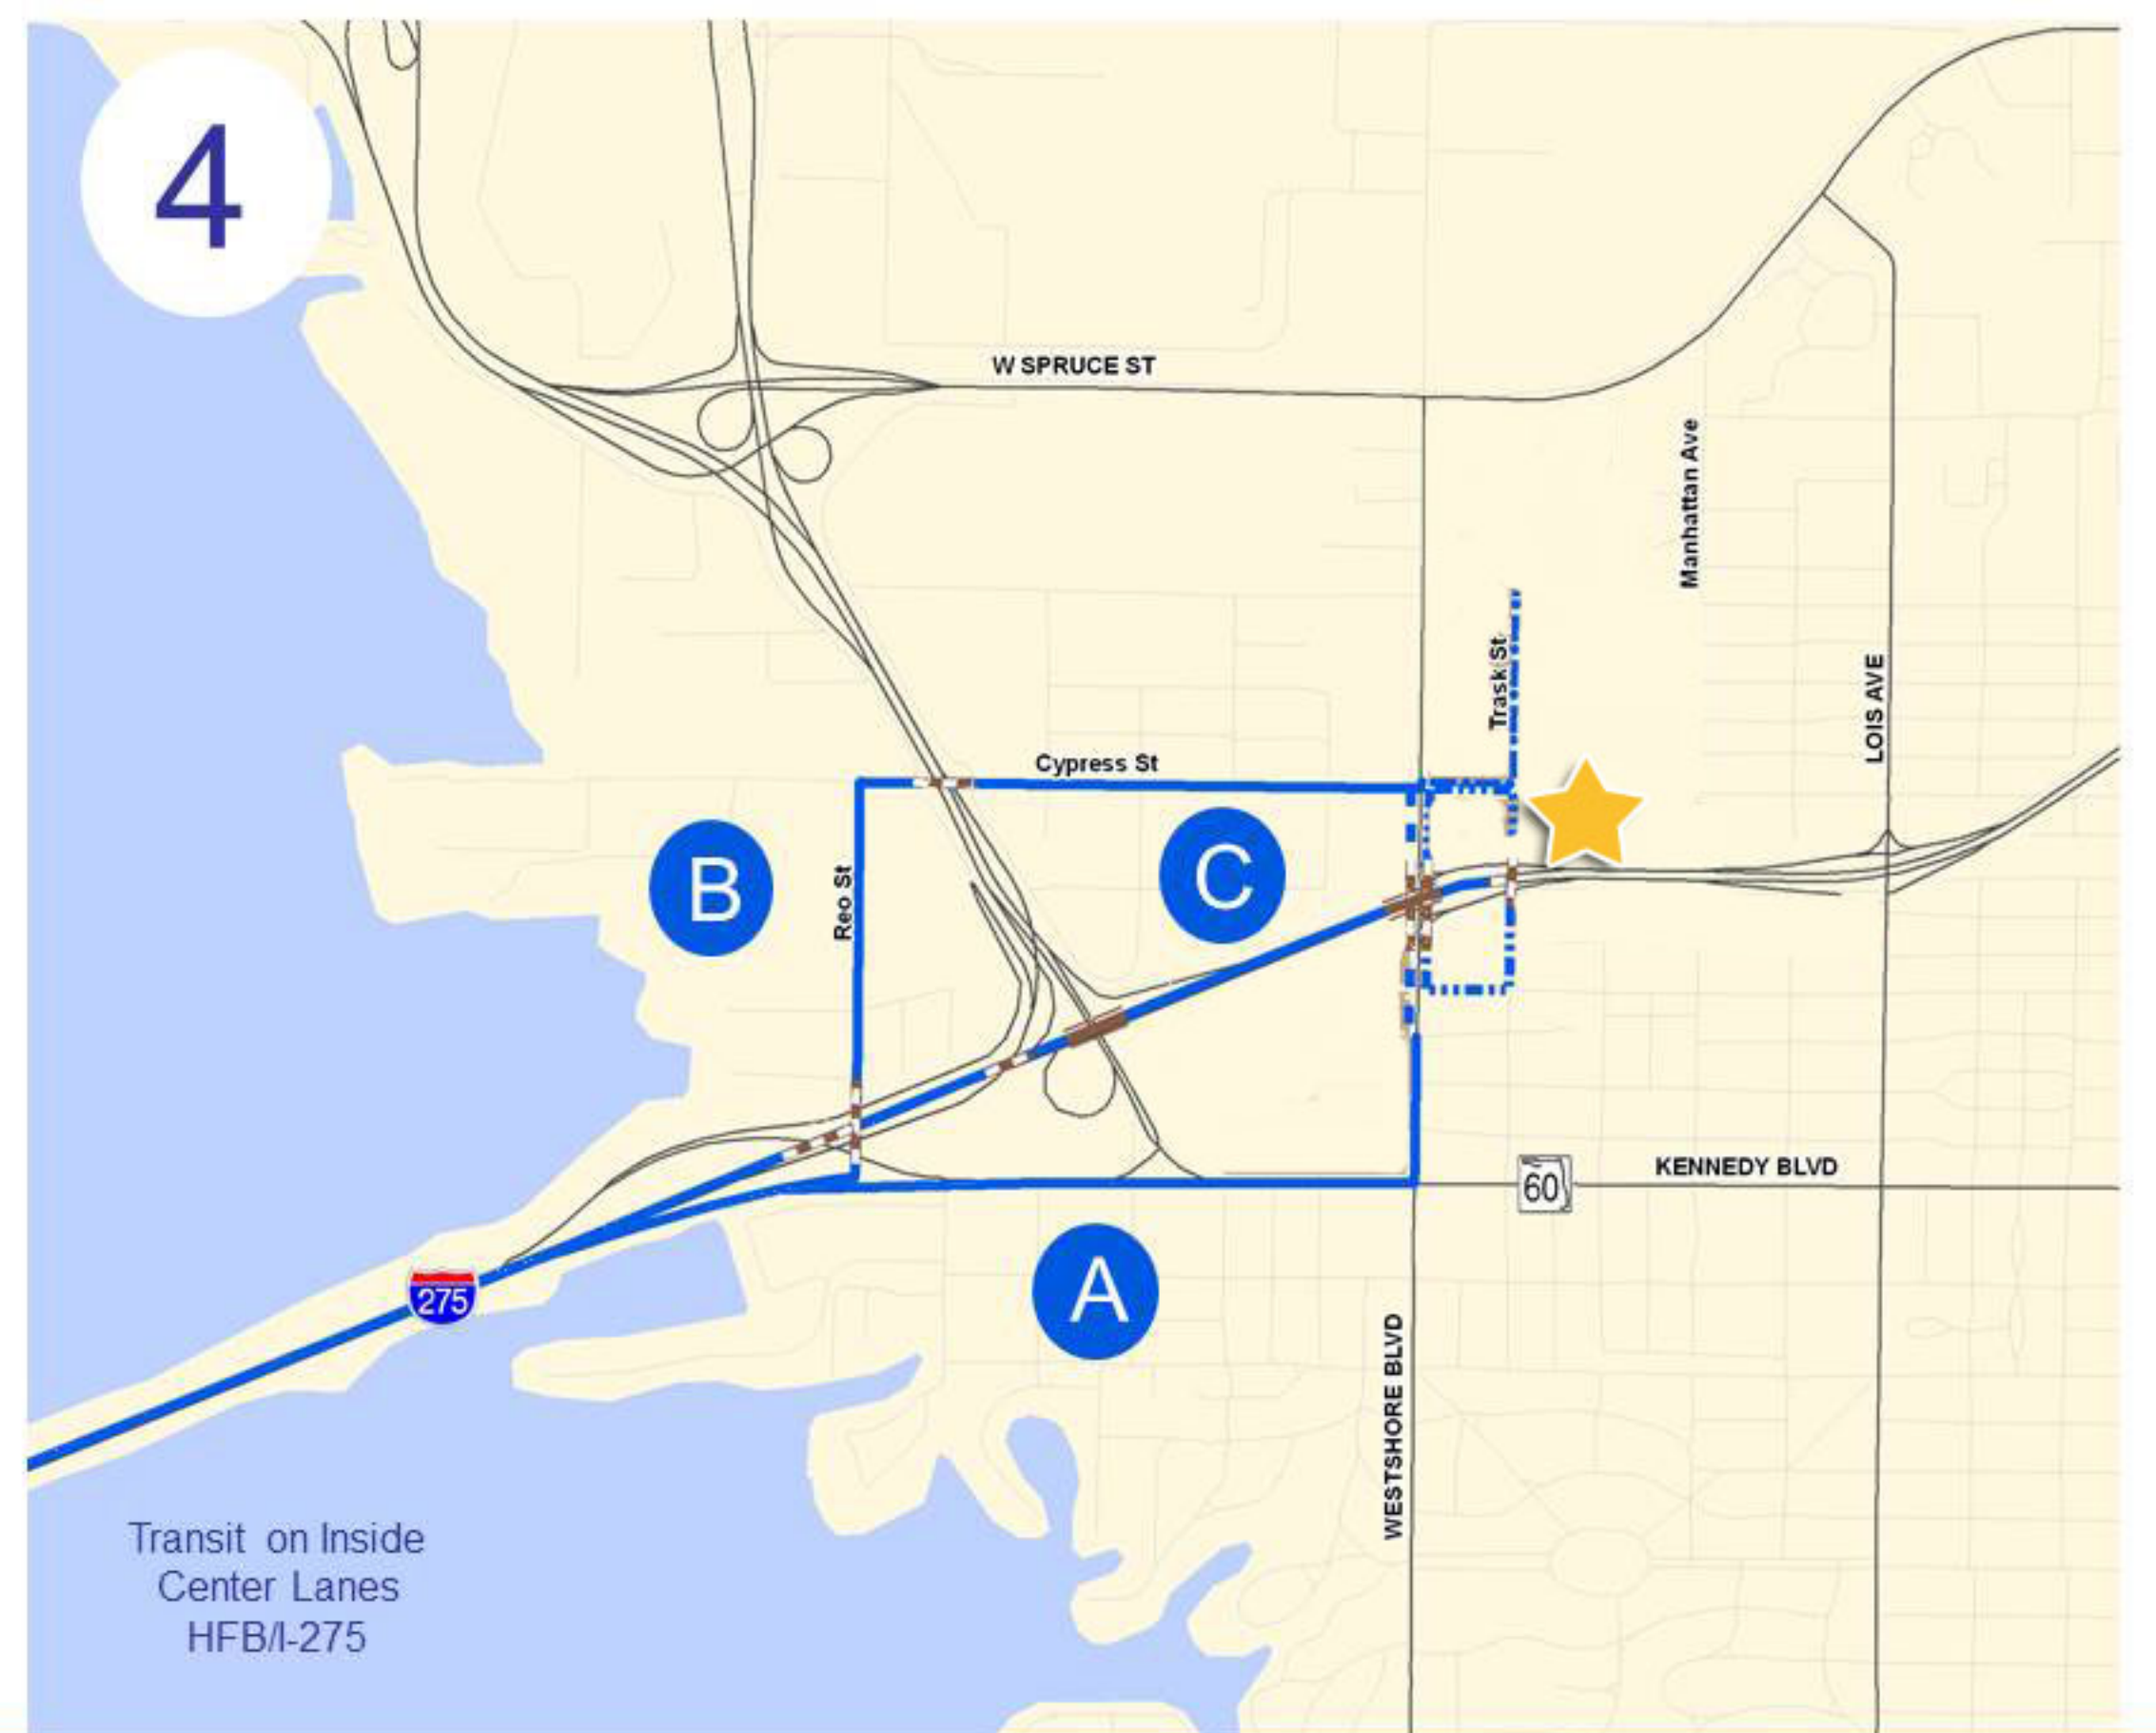 4
W SPRUCE ST
Manhattan Ave
Trask St
LOIS AVE
Cypress St
B
C
Reo St
KENNEDY BLVD
60
A
275
WESTSHORE BLVD
Transit on Inside
Center Lanes
HFB/I-275